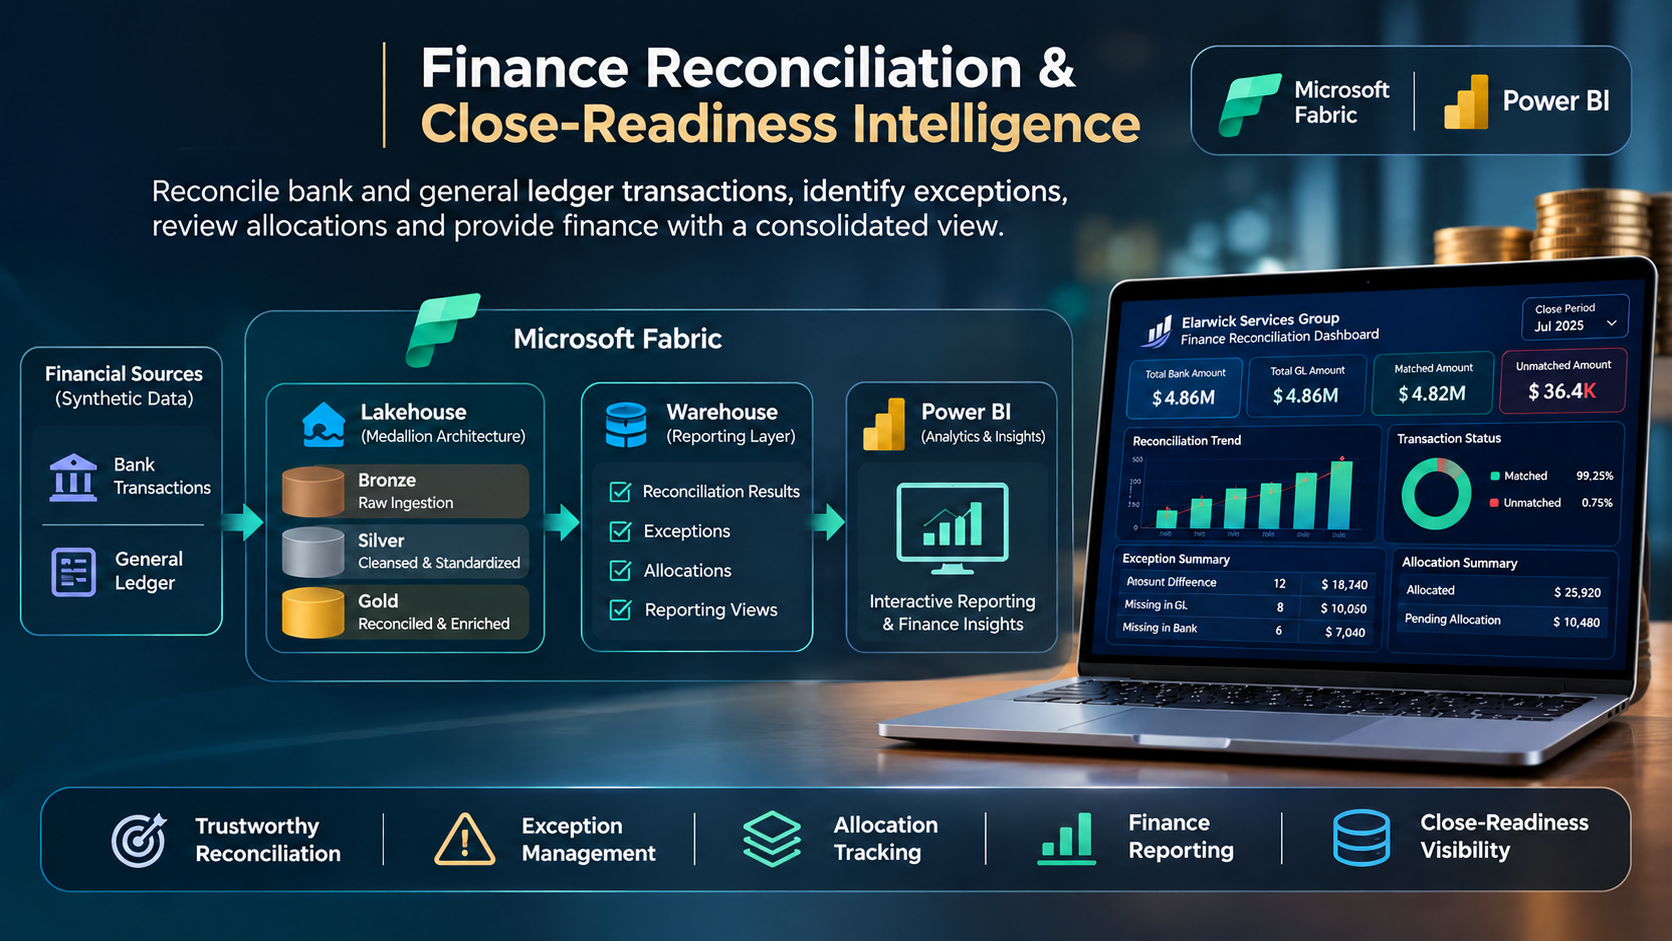 Finance Reconciliation &
Close-Readiness Intelligence
Microsoft
Fabric
Power BI
Reconcile bank and general ledger transactions, identify exceptions,
review allocations and provide finance with a consolidated view.
Financial Sources
(Synthetic Data)
Bank
Transactions
General
Ledger
Microsoft Fabric
Lakehouse
(Medallion Architecture)
Bronze
Raw Ingestion
Silver
Cleansed & Standardized
Gold
Reconciled & Enriched
Warehouse
(Reporting Layer)
Reconciliation Results
Exceptions
Allocations
Reporting Views
Power BI
(Analytics & Insights)
Interactive Reporting
& Finance Insights
Elarwick Services Group
Finance Reconciliation Dashboard
Close Period
Jul 2025
Total Bank Amount
$ 4.86M
Total GL Amount
$ 4.86M
Matched Amount
$ 4.82M
Unmatched Amount
$ 36.4K
Reconciliation Trend
Transaction Status
Matched 99.25%
Unmatched 0.75%
Exception Summary
Amount Difference 12 $ 18,740
Missing in GL 8 $ 10,060
Missing in Bank 6 $ 7,040
Allocation Summary
Allocated $ 25,920
Pending Allocation $ 10,480
Trustworthy
Reconciliation
Exception
Management
Allocation
Tracking
Finance
Reporting
Close-Readiness
Visibility